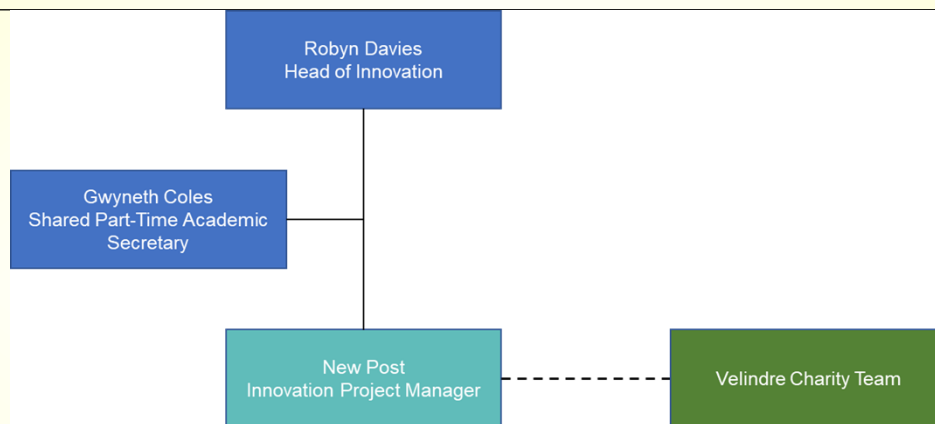 Robyn Davies
Head of Innovation
Gwyneth Coles
Shared Part-Time Academic
Secretary
New Post
Innovation Project Manager
Velindre Charity Team